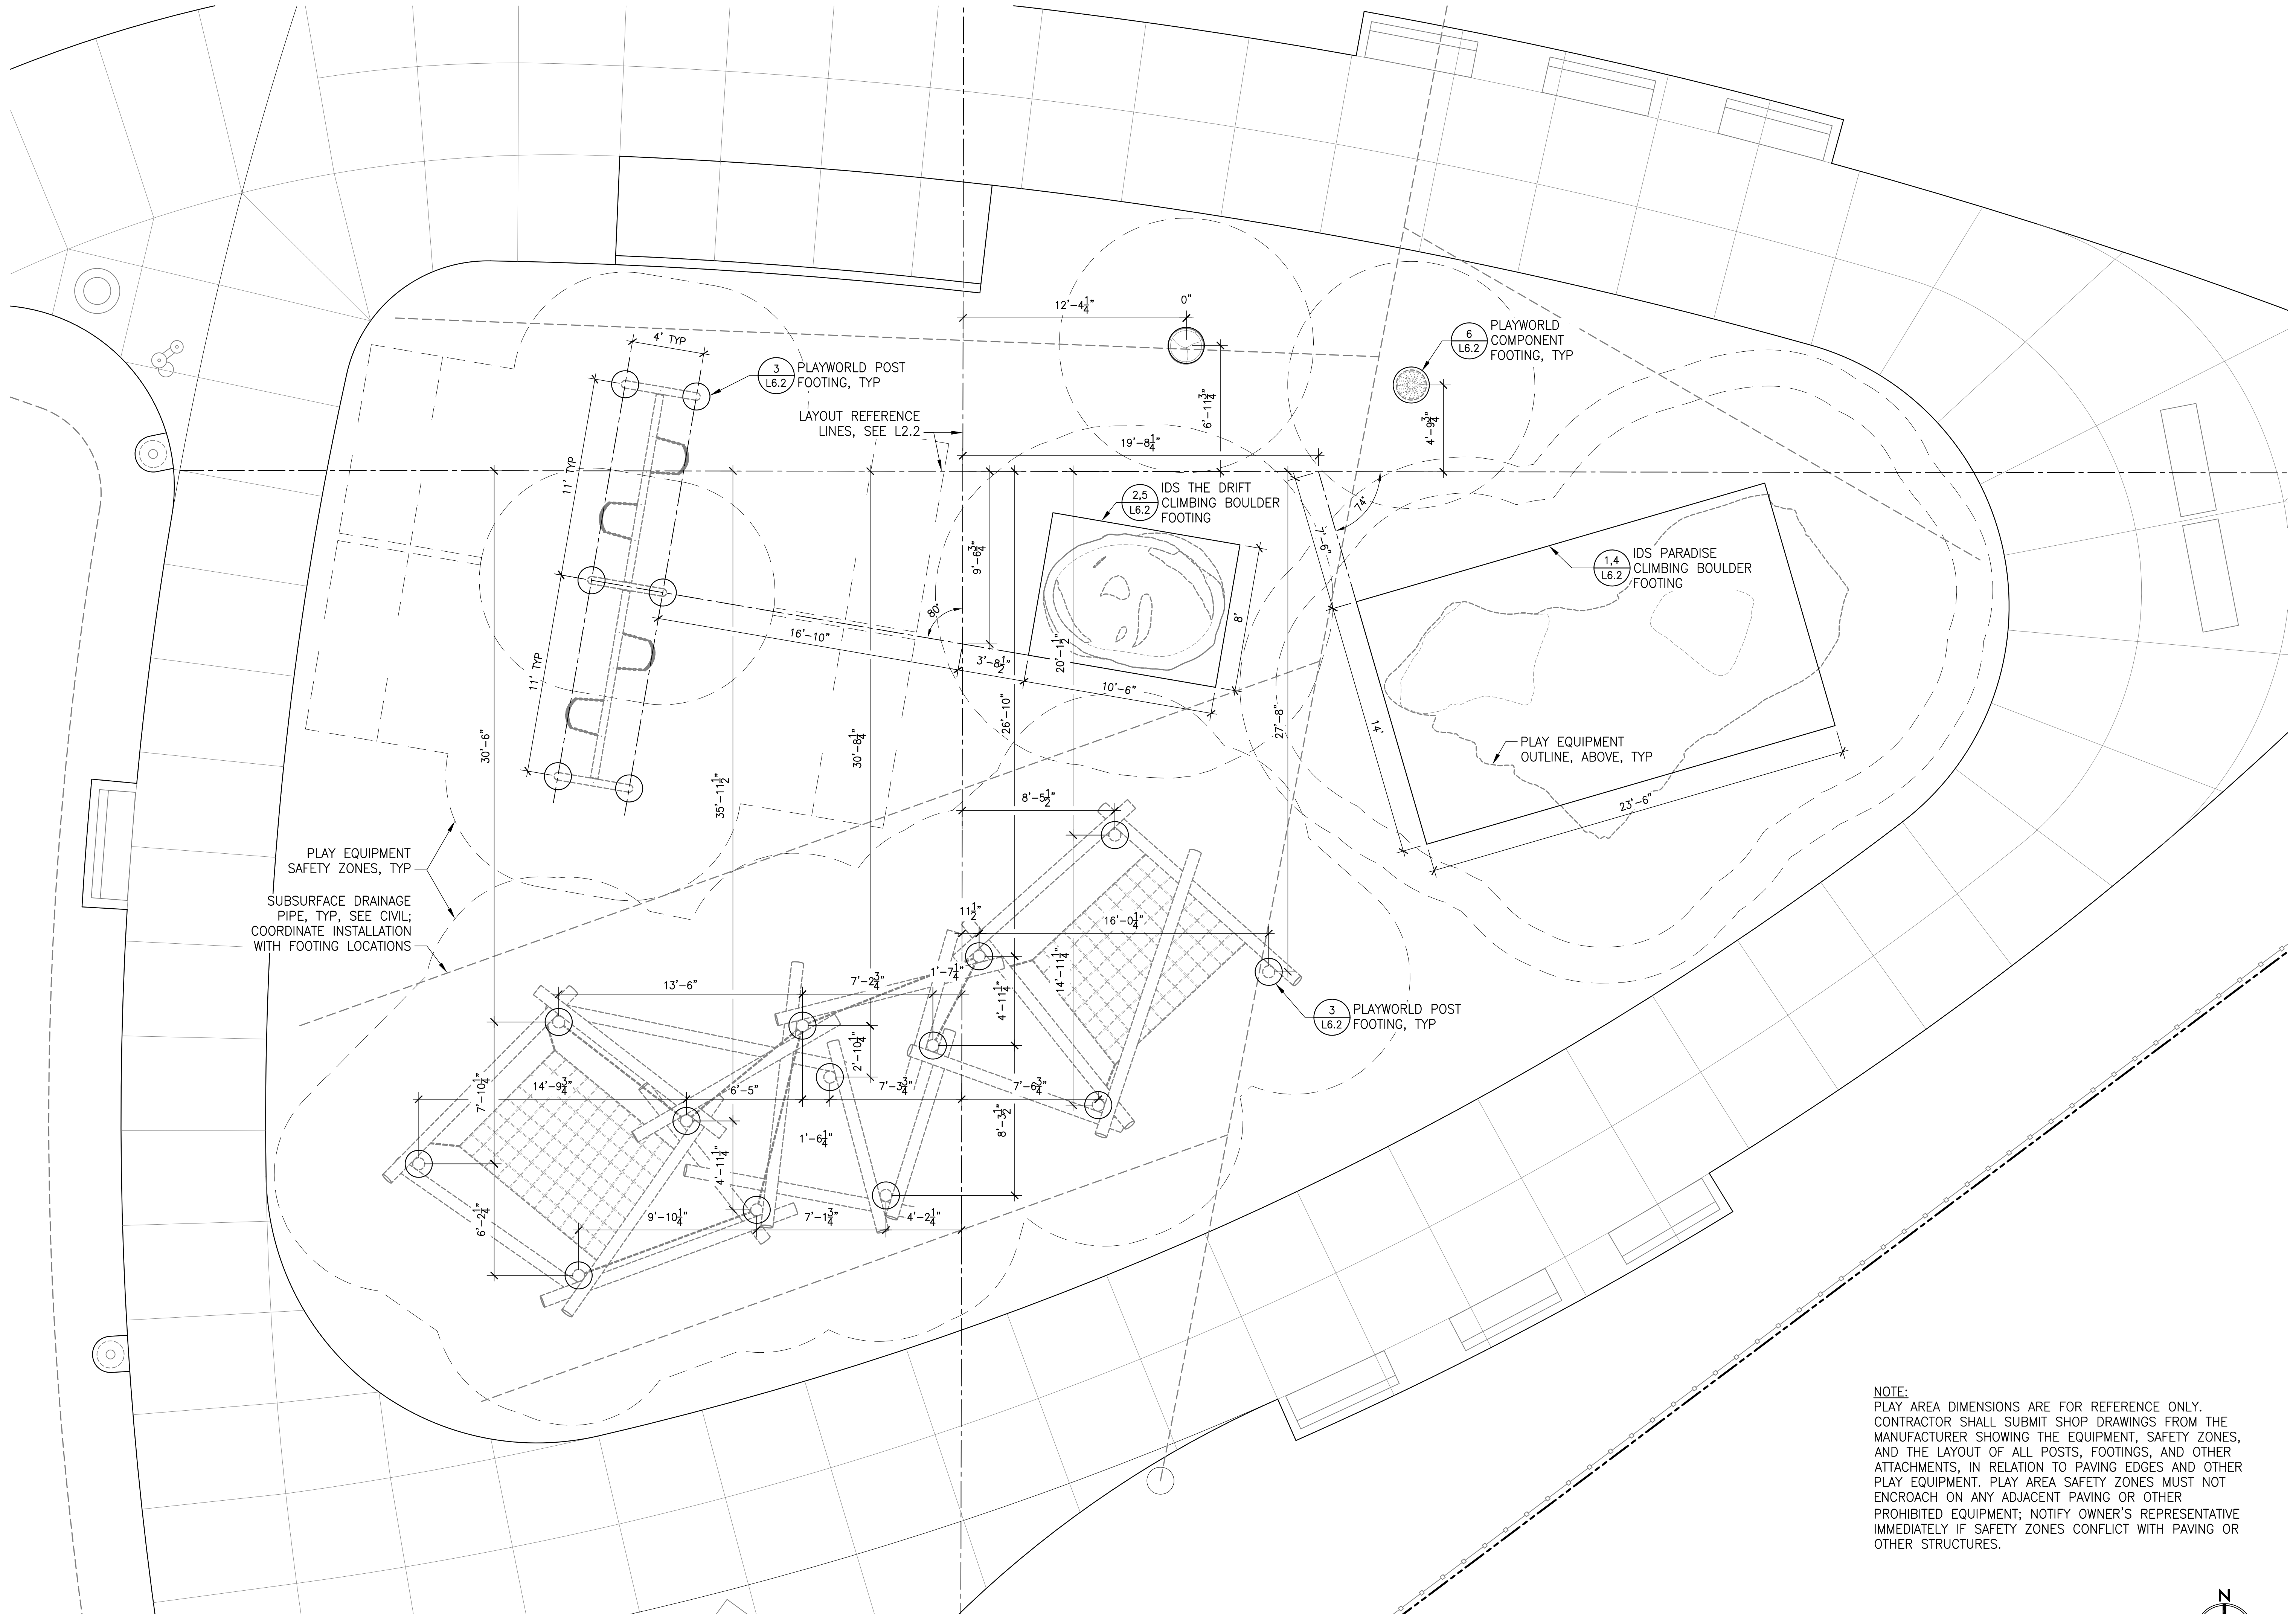 12'-4¼"
0"
4' TYP
3
L6.2
PLAYWORLD POST
FOOTING, TYP
6
L6.2
PLAYWORLD
COMPONENT
FOOTING, TYP
LAYOUT REFERENCE
LINES, SEE L2.2
6'-11¾"
4'-9¾"
19'-8¼"
11' TYP
2,5
L6.2
IDS THE DRIFT
CLIMBING BOULDER
FOOTING
74°
7'-6"
9'-6¾"
1,4
L6.2
IDS PARADISE
CLIMBING BOULDER
FOOTING
80°
8'
16'-10"
3'-8½"
20'-1½"
10'-6"
11' TYP
26'-10"
27'-8"
14'
30'-6"
35'-11½"
30'-8¼"
PLAY EQUIPMENT
OUTLINE, ABOVE, TYP
8'-5½"
23'-6"
PLAY EQUIPMENT
SAFETY ZONES, TYP
SUBSURFACE DRAINAGE
PIPE, TYP, SEE CIVIL;
COORDINATE INSTALLATION
WITH FOOTING LOCATIONS
11½"
16'-0¼"
13'-6"
7'-2¾"
1'-7¼"
4'-11¼"
14'-11¼"
3
L6.2
PLAYWORLD POST
FOOTING, TYP
2'-10¼"
7'-10¼"
14'-9¾"
6'-5"
7'-3¾"
7'-6¾"
1'-6¼"
8'-3½"
4'-11¼"
6'-2¼"
9'-10¼"
7'-1¾"
4'-2¼"
NOTE:
PLAY AREA DIMENSIONS ARE FOR REFERENCE ONLY.
CONTRACTOR SHALL SUBMIT SHOP DRAWINGS FROM THE
MANUFACTURER SHOWING THE EQUIPMENT, SAFETY ZONES,
AND THE LAYOUT OF ALL POSTS, FOOTINGS, AND OTHER
ATTACHMENTS, IN RELATION TO PAVING EDGES AND OTHER
PLAY EQUIPMENT. PLAY AREA SAFETY ZONES MUST NOT
ENCROACH ON ANY ADJACENT PAVING OR OTHER
PROHIBITED EQUIPMENT; NOTIFY OWNER'S REPRESENTATIVE
IMMEDIATELY IF SAFETY ZONES CONFLICT WITH PAVING OR
OTHER STRUCTURES.
N